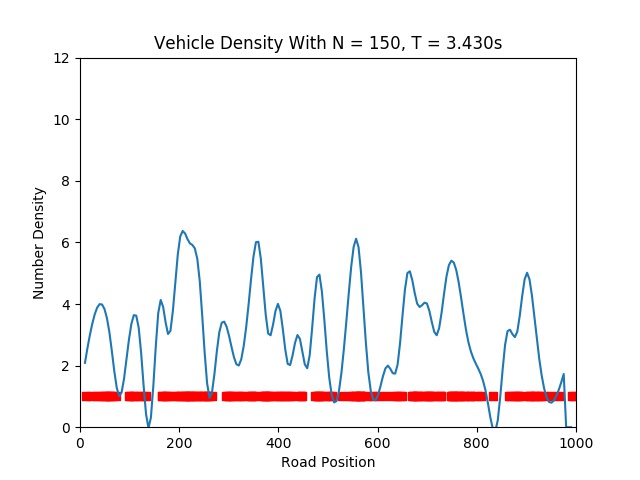 Vehicle Density With N = 150, T = 3.430s
12
10
8
6
4
2
0
Number Density
0 200 400 600 800 1000
Road Position